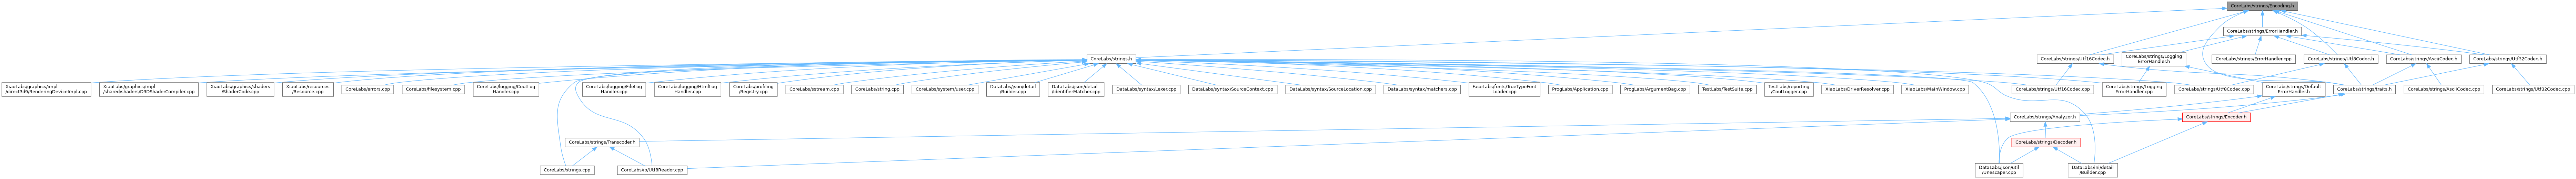 CoreLabs/strings/Encoding.h
CoreLabs/strings/ErrorHandler.h
CoreLabs/strings.h
CoreLabs/strings/Utf16Codec.h
CoreLabs/strings/Logging
ErrorHandler.h
CoreLabs/strings/ErrorHandler.cpp
CoreLabs/strings/Utf8Codec.h
CoreLabs/strings/AsciiCodec.h
CoreLabs/strings/Utf32Codec.h
XiaoLabs/graphics/impl
/direct3d8/RenderingDeviceImpl.cpp
XiaoLabs/graphics/impl
/shared/shaders/D3DShaderCompiler.cpp
XiaoLabs/graphics/shaders
/ShaderCode.cpp
XiaoLabs/resources
/Resource.cpp
CoreLabs/errors.cpp
CoreLabs/filesystem.cpp
CoreLabs/logging/CoutLog
Handler.cpp
CoreLabs/logging/FileLog
Handler.cpp
CoreLabs/logging/HtmlLog
Handler.cpp
CoreLabs/profiling
/Registry.cpp
CoreLabs/sstream.cpp
CoreLabs/string.cpp
CoreLabs/system/user.cpp
DataLabs/json/detail
/Builder.cpp
DataLabs/json/detail
/IdentifierMatcher.cpp
DataLabs/syntax/Lexer.cpp
DataLabs/syntax/SourceContext.cpp
DataLabs/syntax/SourceLocation.cpp
DataLabs/syntax/matchers.cpp
FaceLabs/fonts/TrueTypeFont
Loader.cpp
ProgLabs/Application.cpp
ProgLabs/ArgumentBag.cpp
TestLabs/TestSuite.cpp
TestLabs/reporting
/CoutLogger.cpp
XiaoLabs/DriverResolver.cpp
XiaoLabs/MainWindow.cpp
CoreLabs/strings/Utf16Codec.cpp
CoreLabs/strings/Logging
ErrorHandler.cpp
CoreLabs/strings/Utf8Codec.cpp
CoreLabs/strings/Default
ErrorHandler.h
CoreLabs/strings/traits.h
CoreLabs/strings/AsciiCodec.cpp
CoreLabs/strings/Utf32Codec.cpp
CoreLabs/strings/Analyzer.h
CoreLabs/strings/Encoder.h
CoreLabs/strings/Transcoder.h
CoreLabs/strings/Decoder.h
CoreLabs/strings.cpp
CoreLabs/io/Utf8Reader.cpp
DataLabs/json/util
/Unescaper.cpp
DataLabs/ini/detail
/Builder.cpp